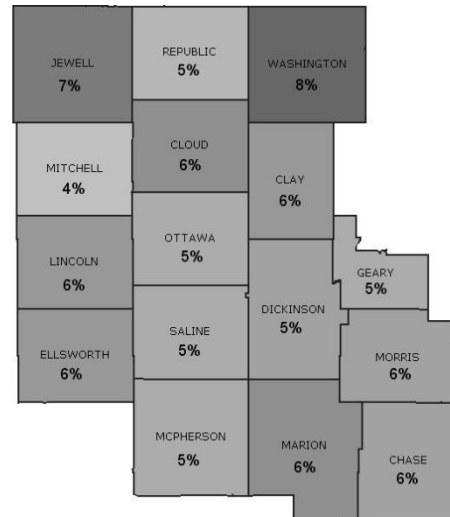 JEWELL
7%
REPUBLIC
5%
WASHINGTON
8%
MITCHELL
4%
CLOUD
6%
CLAY
6%
LINCOLN
6%
OTTAWA
5%
GEARY
5%
ELLSWORTH
6%
SALINE
5%
DICKINSON
5%
MORRIS
6%
MCPHERSON
5%
MARION
6%
CHASE
6%